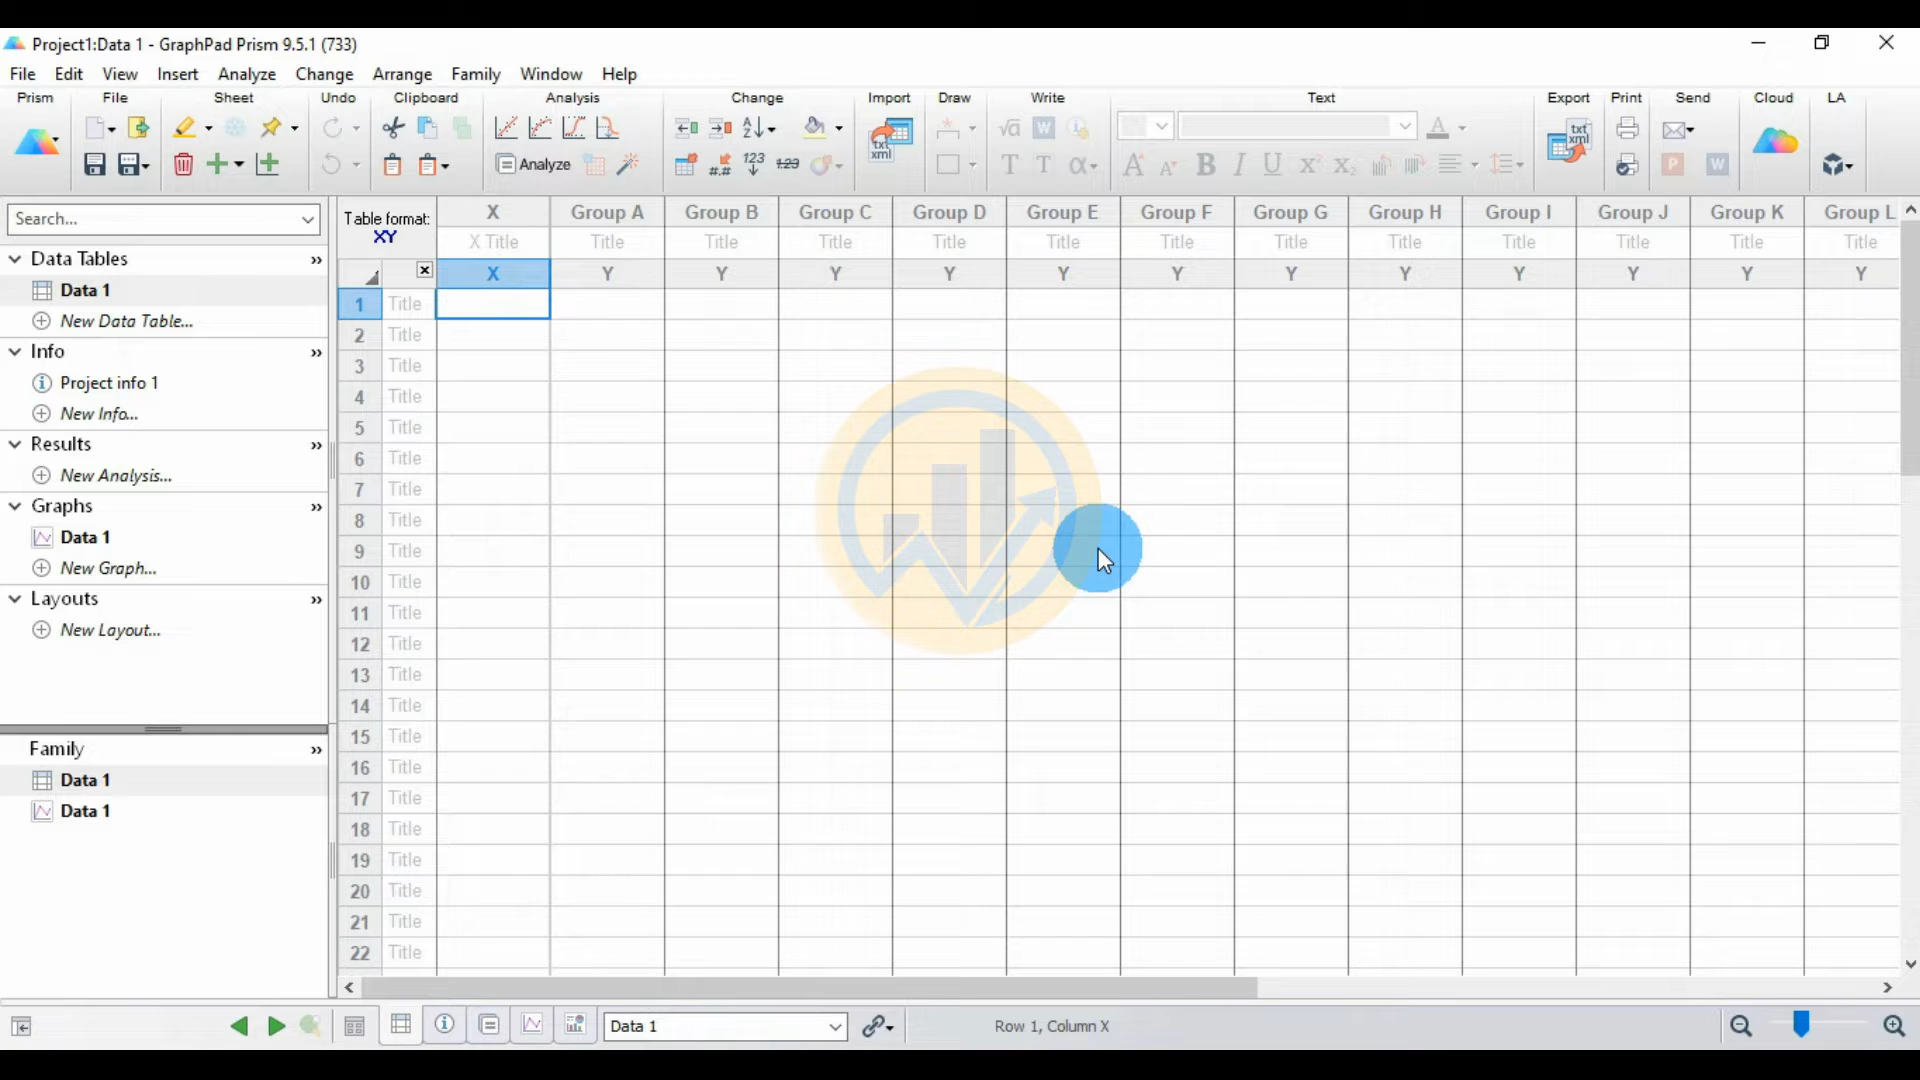 Project1:Data 1 - GraphPad Prism 9.5.1 (733)
File Edit View Insert Analyze Change Arrange Family Window Help
Prism File Sheet Undo Clipboard Analysis Change Import Draw Write Text Export Print Send Cloud LA
Analyze
Search...
Data Tables
Data 1
New Data Table...
Info
Project info 1
New Info...
Results
New Analysis...
Graphs
Data 1
New Graph...
Layouts
New Layout...
Family
Data 1
Data 1
Table format:
XY
X Group A Group B Group C Group D Group E Group F Group G Group H Group I Group J Group K Group L
X Title Title Title Title Title Title Title Title Title Title Title Title Title
X Y Y Y Y Y Y Y Y Y Y Y Y
1 Title
2 Title
3 Title
4 Title
5 Title
6 Title
7 Title
8 Title
9 Title
10 Title
11 Title
12 Title
13 Title
14 Title
15 Title
16 Title
17 Title
18 Title
19 Title
20 Title
21 Title
22 Title
Data 1
Row 1, Column X